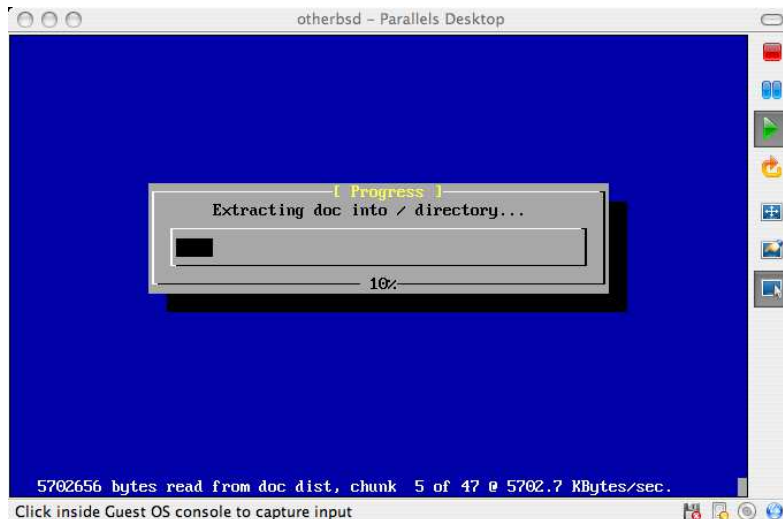 otherbsd – Parallels Desktop
[ Progress ]
Extracting doc into / directory...
10%
5702656 bytes read from doc dist, chunk  5 of 47 @ 5702.7 KBytes/sec.
Click inside Guest OS console to capture input